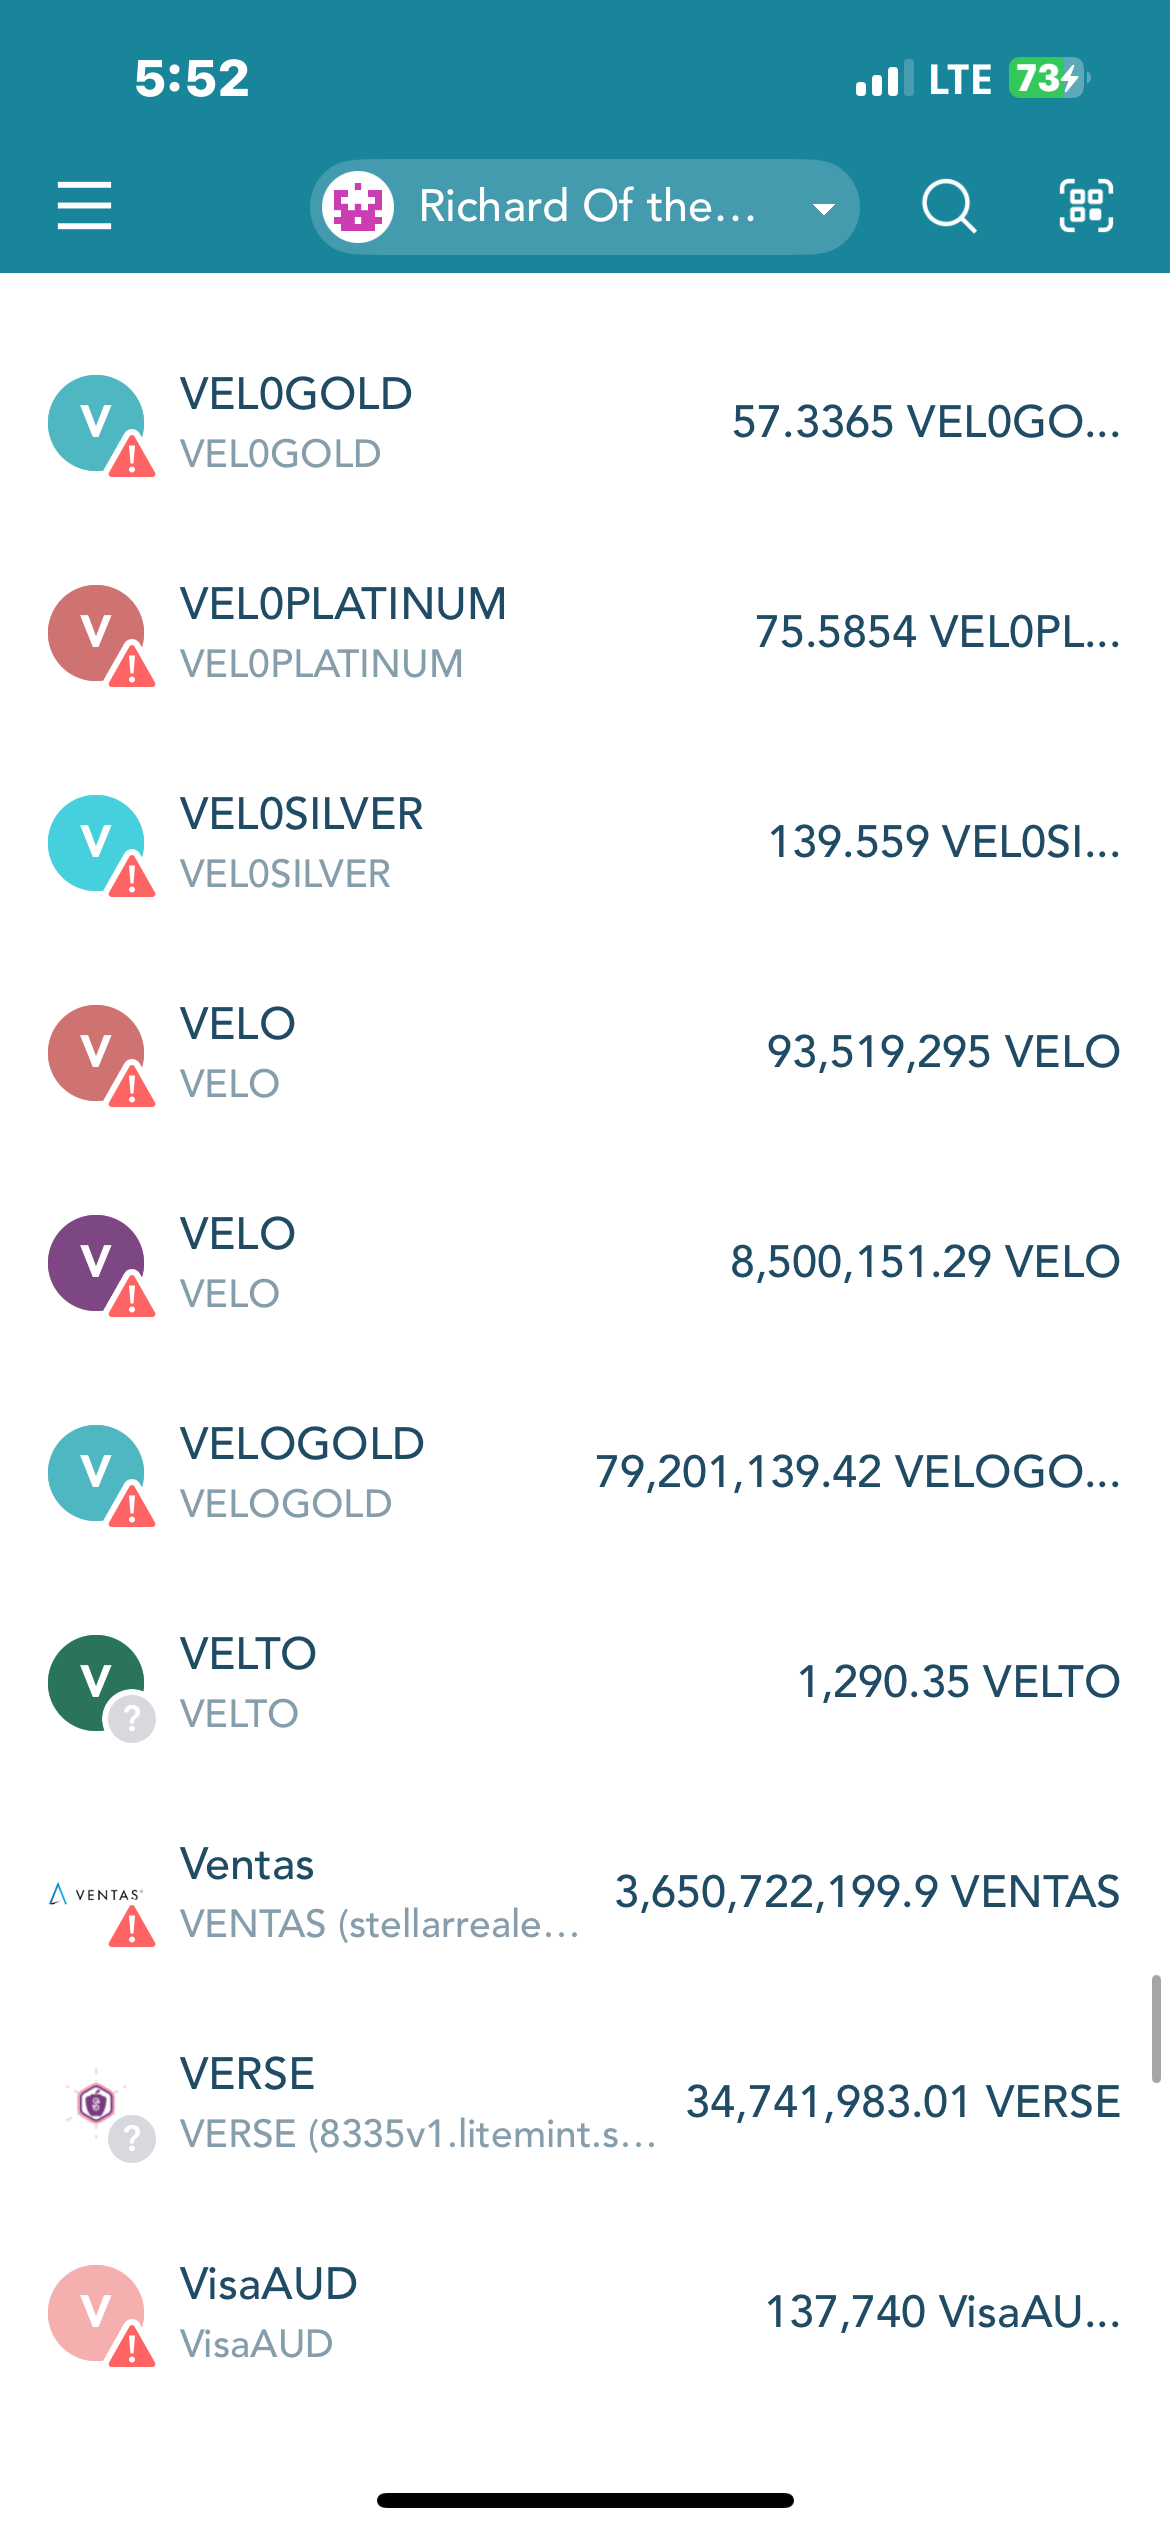 5:52
LTE 73
Richard Of the...
V
VEL0GOLD
VEL0GOLD
57.3365 VEL0GO...
V
VEL0PLATINUM
VEL0PLATINUM
75.5854 VEL0PL...
V
VEL0SILVER
VEL0SILVER
139.559 VEL0SI...
V
VELO
VELO
93,519,295 VELO
V
VELO
VELO
8,500,151.29 VELO
V
VELOGOLD
VELOGOLD
79,201,139.42 VELOGO...
V
?
VELTO
VELTO
1,290.35 VELTO
VENTAS
Ventas
VENTAS (stellarreale...
3,650,722,199.9 VENTAS
?
VERSE
VERSE (8335v1.litemint.s...
34,741,983.01 VERSE
V
VisaAUD
VisaAUD
137,740 VisaAU...